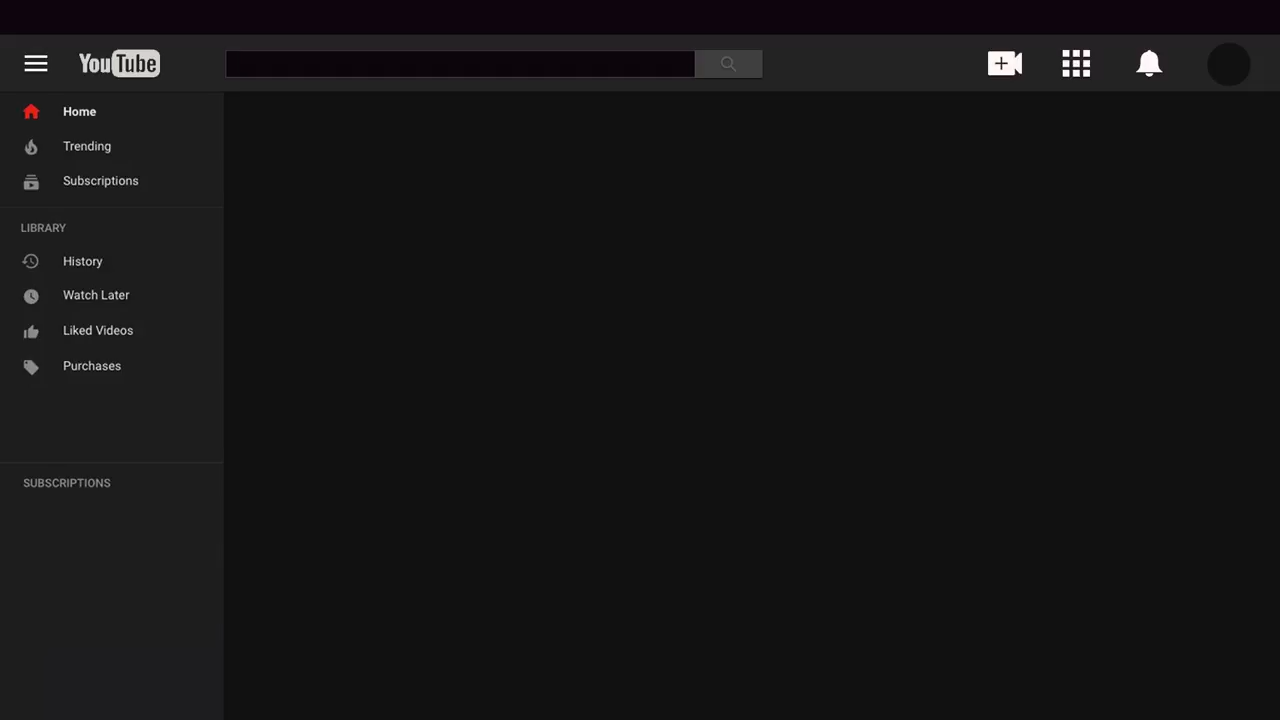 YouTube
Home
Trending
Subscriptions
LIBRARY
History
Watch Later
Liked Videos
Purchases
SUBSCRIPTIONS